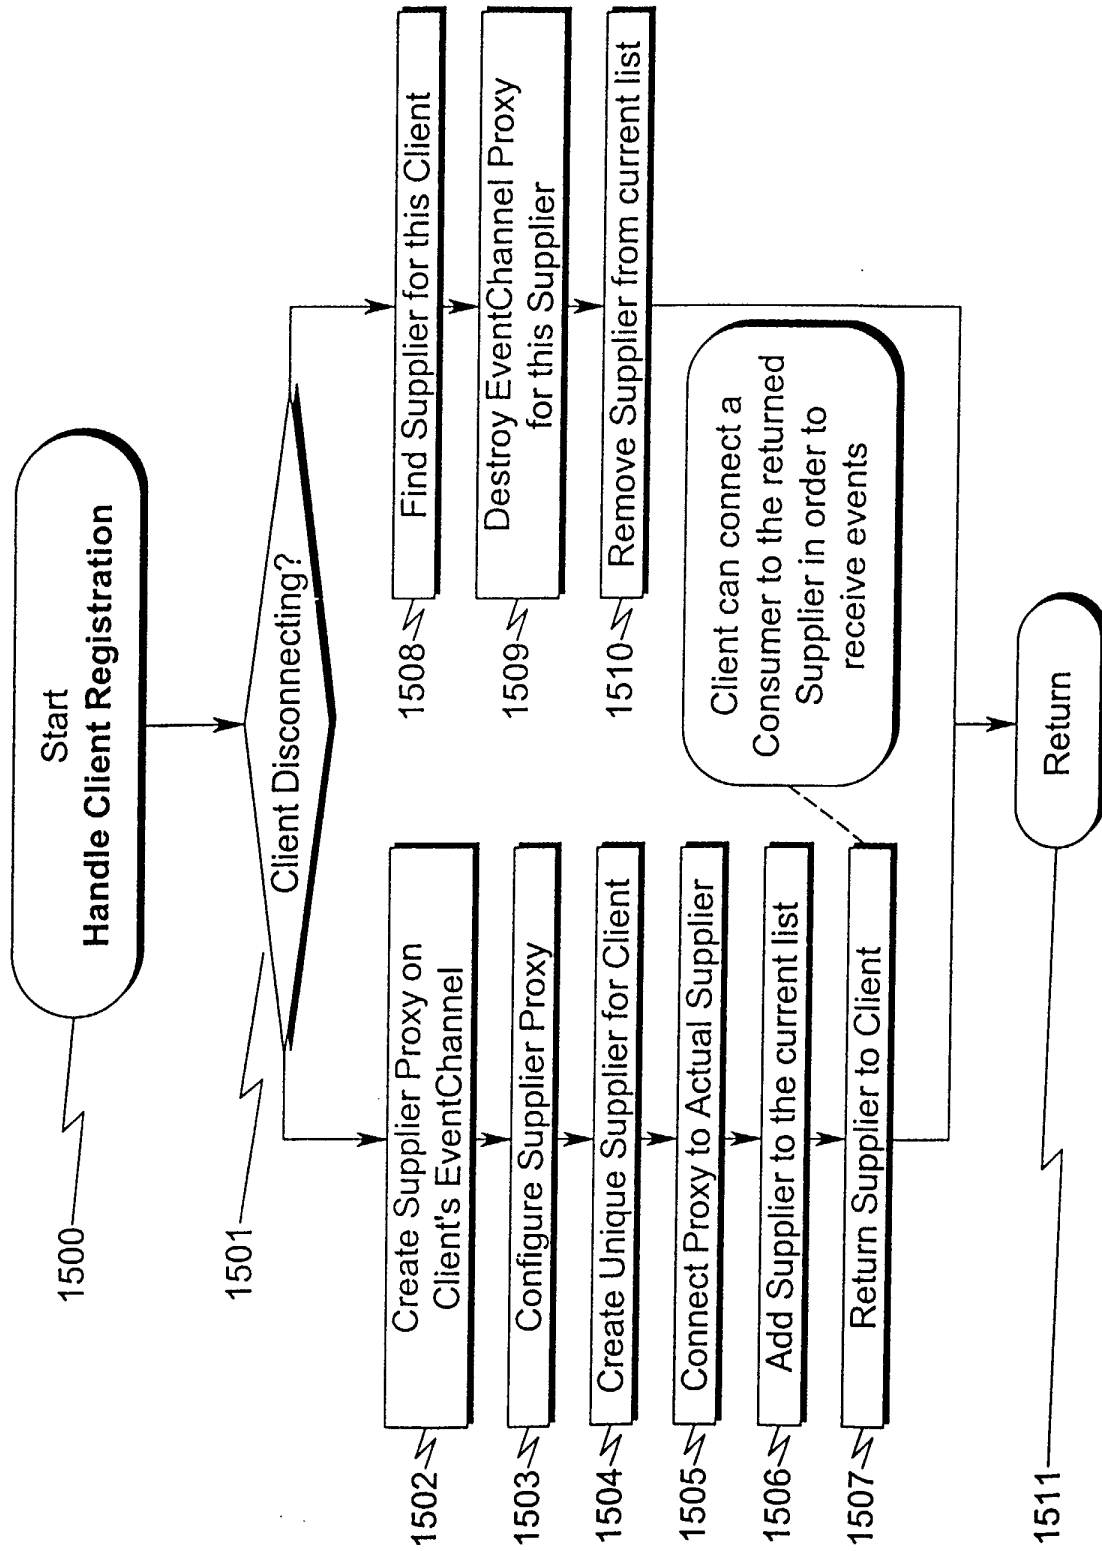 1500
Start
Handle Client Registration
1501
Client Disconnecting?
1502
Create Supplier Proxy on
Client's EventChannel
1503
Configure Supplier Proxy
1504
Create Unique Supplier for Client
1505
Connect Proxy to Actual Supplier
1506
Add Supplier to the current list
1507
Return Supplier to Client
1508
Find Supplier for this Client
1509
Destroy EventChannel Proxy
for this Supplier
1510
Remove Supplier from current list
Client can connect a
Consumer to the returned
Supplier in order to
receive events
1511
Return